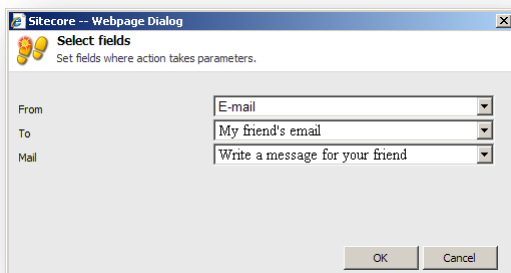 Sitecore -- Webpage Dialog
Select fields
Set fields where action takes parameters.
From E-mail
To My friend's email
Mail Write a message for your friend
OK Cancel